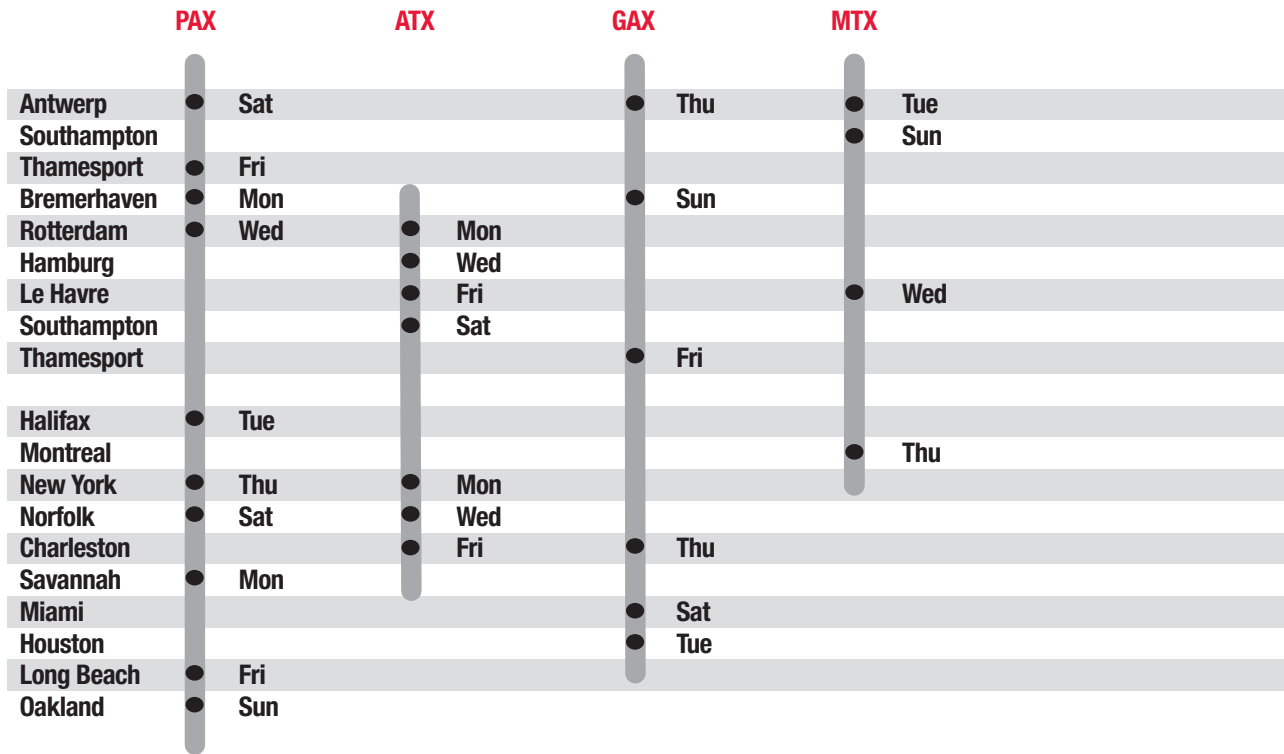 PAX ATX GAX MTX
Antwerp Sat Thu Tue
Southampton Sun
Thamesport Fri
Bremerhaven Mon Sun
Rotterdam Wed Mon
Hamburg Wed
Le Havre Fri Wed
Southampton Sat
Thamesport Fri
Halifax Tue
Montreal Thu
New York Thu Mon
Norfolk Sat Wed
Charleston Fri Thu
Savannah Mon
Miami Sat
Houston Tue
Long Beach Fri
Oakland Sun